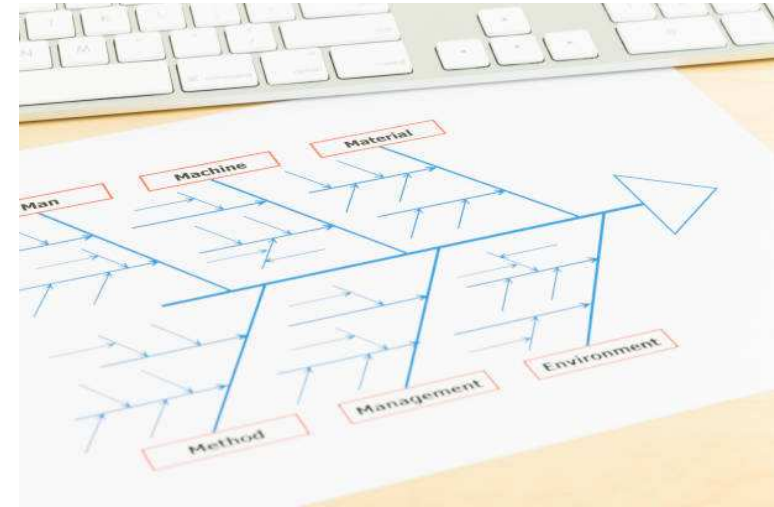 Man
Machine
Material
Method
Management
Environment